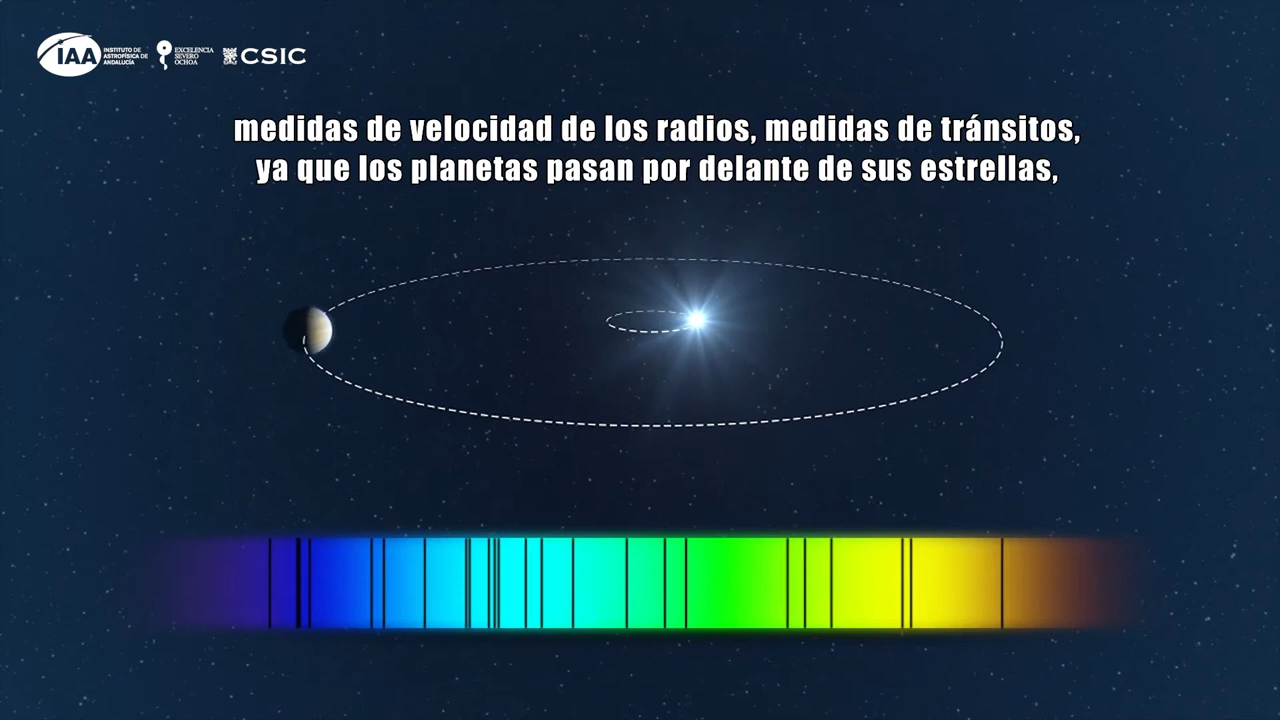 IAA
INSTITUTO DE
ASTROFÍSICA DE
ANDALUCÍA
EXCELENCIA
SEVERO
OCHOA
CSIC
medidas de velocidad de los radios, medidas de tránsitos,
ya que los planetas pasan por delante de sus estrellas,